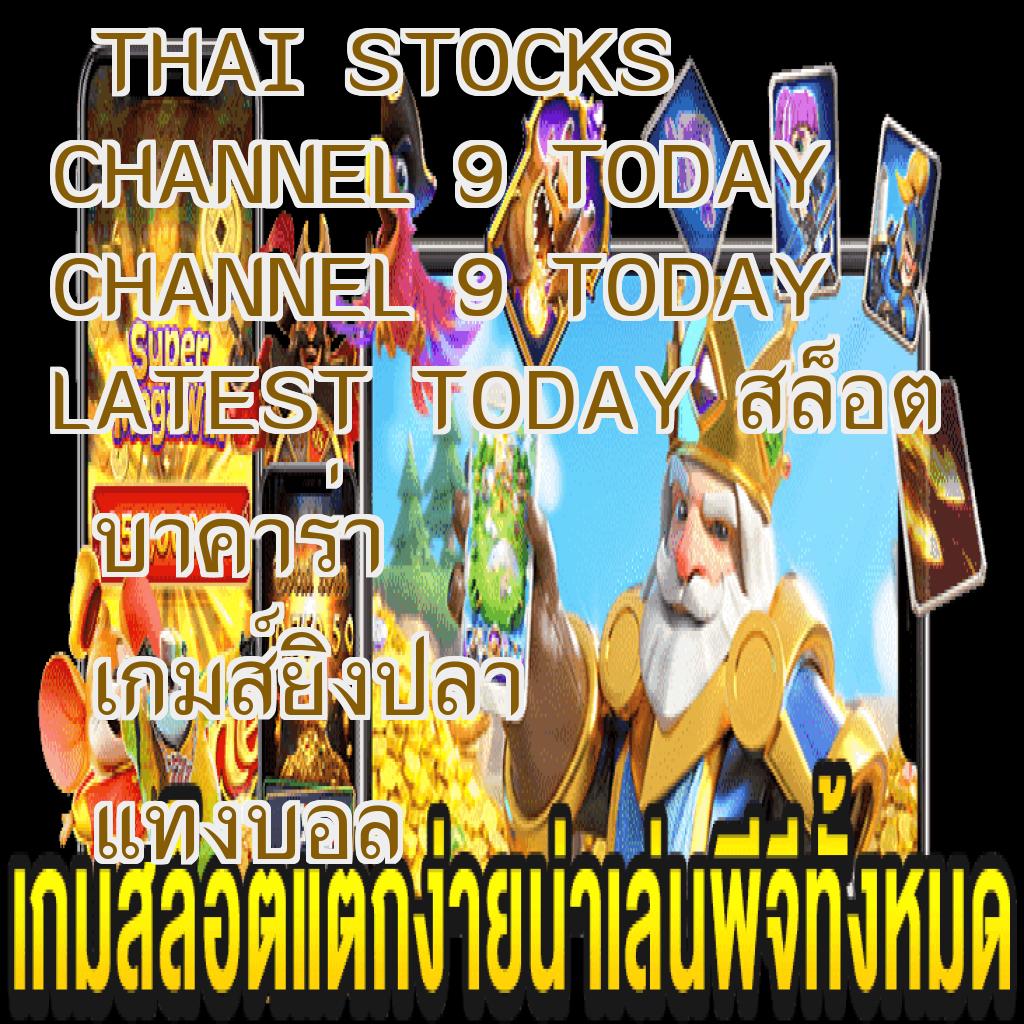 THAI STOCKS
CHANNEL 9 TODAY
CHANNEL 9 TODAY
LATEST TODAY สล็อต
บาคาร่า
เกมส์ยิงปลา
แทงบอล
Super
เกมสล็อตแตกง่ายน่าเล่นพีจีทั้งหมด